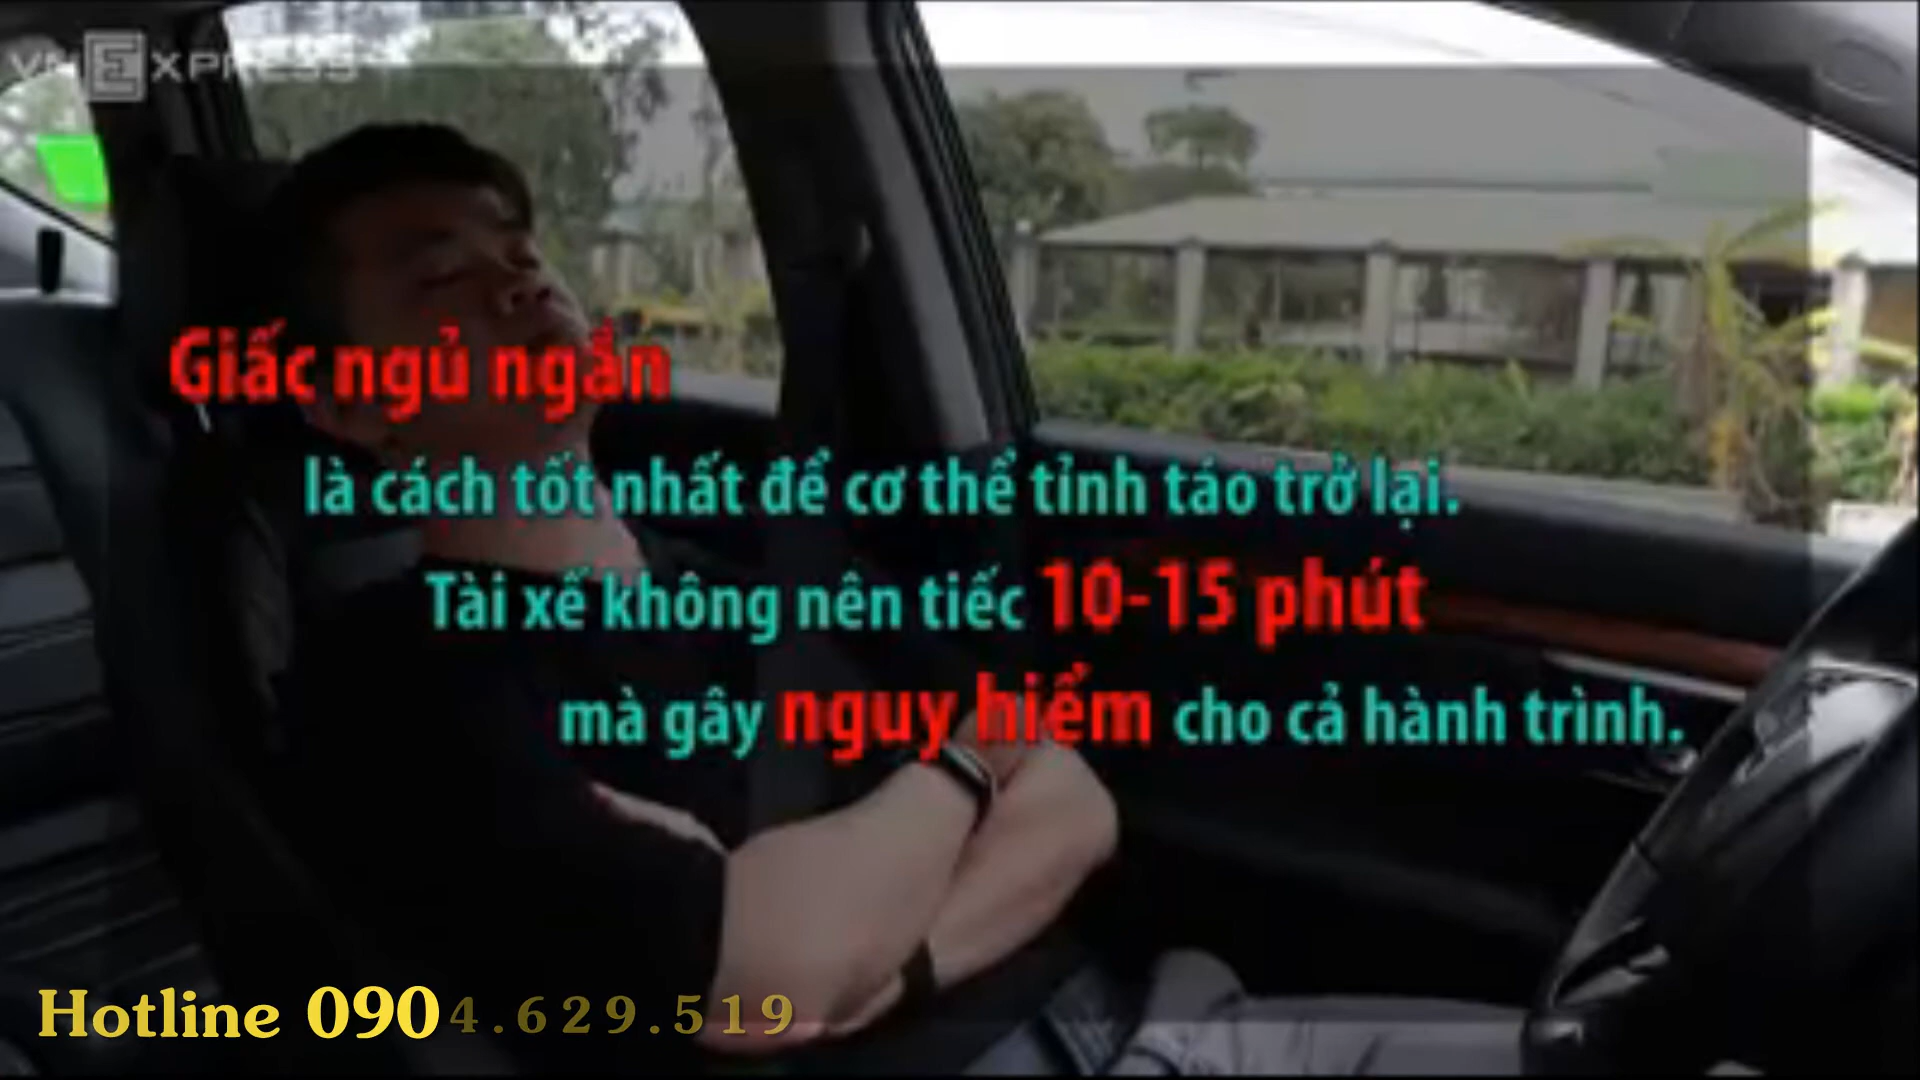 VNEXPRESS
Giấc ngủ ngắn
là cách tốt nhất để cơ thể tỉnh táo trở lại.
Tài xế không nên tiếc 10-15 phút
mà gây nguy hiểm cho cả hành trình.
Hotline 0904.629.519